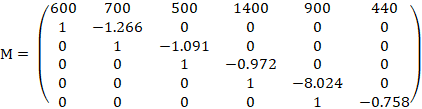 600 700 500 1400 900 440
1 −1.266 0 0 0 0
0 1 −1.091 0 0 0
M = 0 0 1 −0.972 0 0
0 0 0 1 −8.024 0
0 0 0 0 1 −0.758